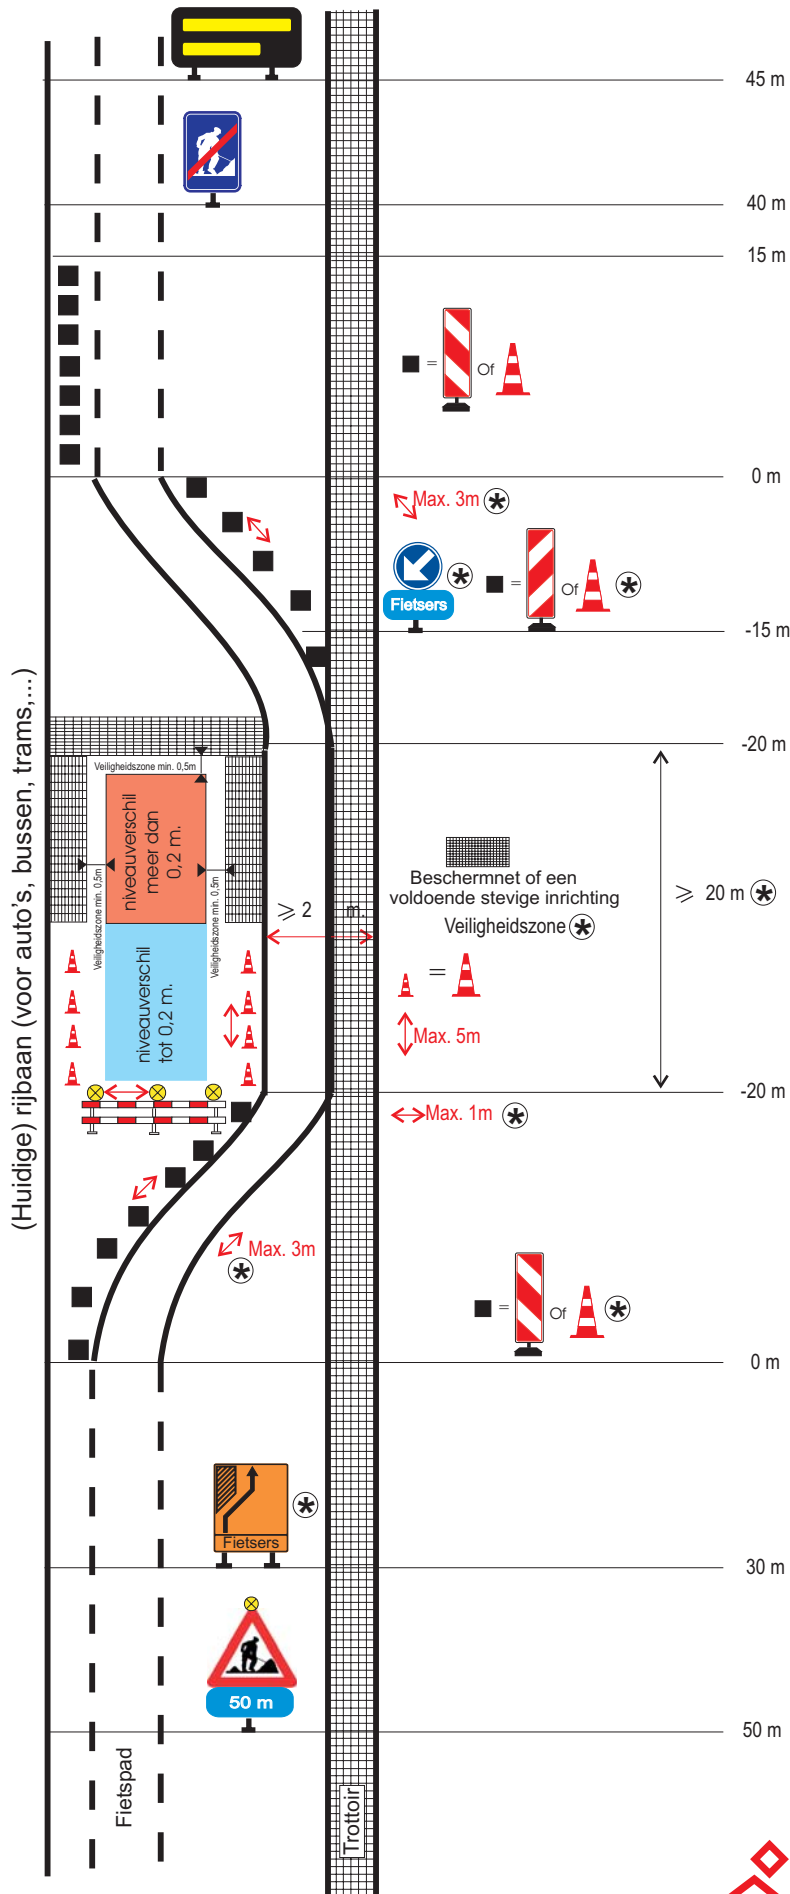 45 m
40 m
15 m
= Of
0 m
Max. 3m *
Fietsers
* = Of *
-15 m
(Huidige) rijbaan (voor auto's, bussen, trams,...)
-20 m
Veiligheidszone min. 0,5m
niveauverschil
meer dan
0,2 m.
Veiligheidszone min. 0,5m
Veiligheidszone min. 0,5m
Beschermnet of een
voldoende stevige inrichting
Veiligheidszone *
⩾ 20 m *
⩾ 2 m.
niveauverschil
tot 0,2 m.
=
Max. 5m
-20 m
Max. 1m *
Max. 3m
*
= Of *
0 m
Fietsers
*
30 m
50 m
50 m
Fietspad
Trottoir